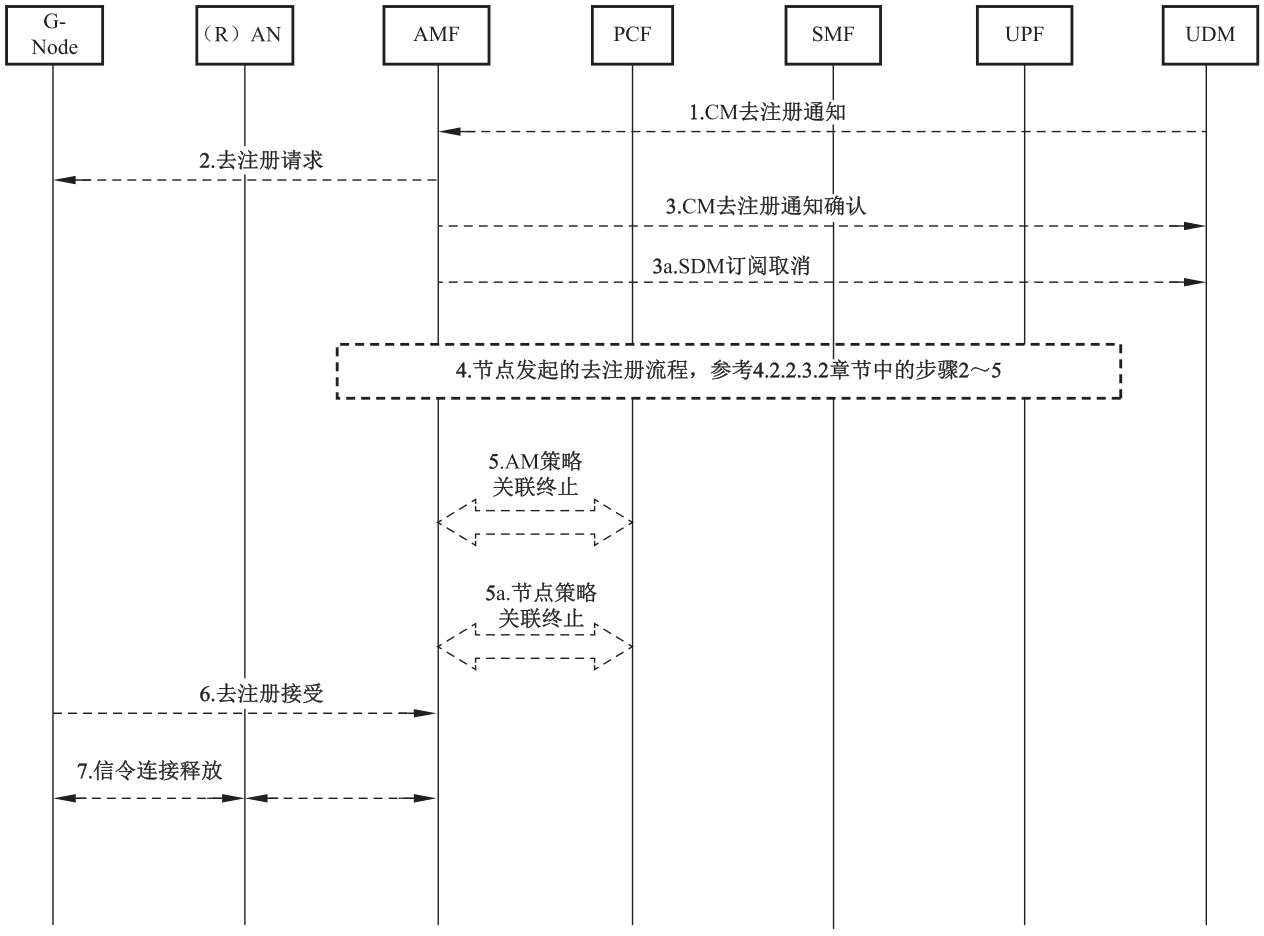 G-
Node
（R）AN
AMF
PCF
SMF
UPF
UDM
1.CM去注册通知
2.去注册请求
3.CM去注册通知确认
3a.SDM订阅取消
4.节点发起的去注册流程，参考4.2.2.3.2章节中的步骤2～5
5.AM策略
关联终止
5a.节点策略
关联终止
6.去注册接受
7.信令连接释放